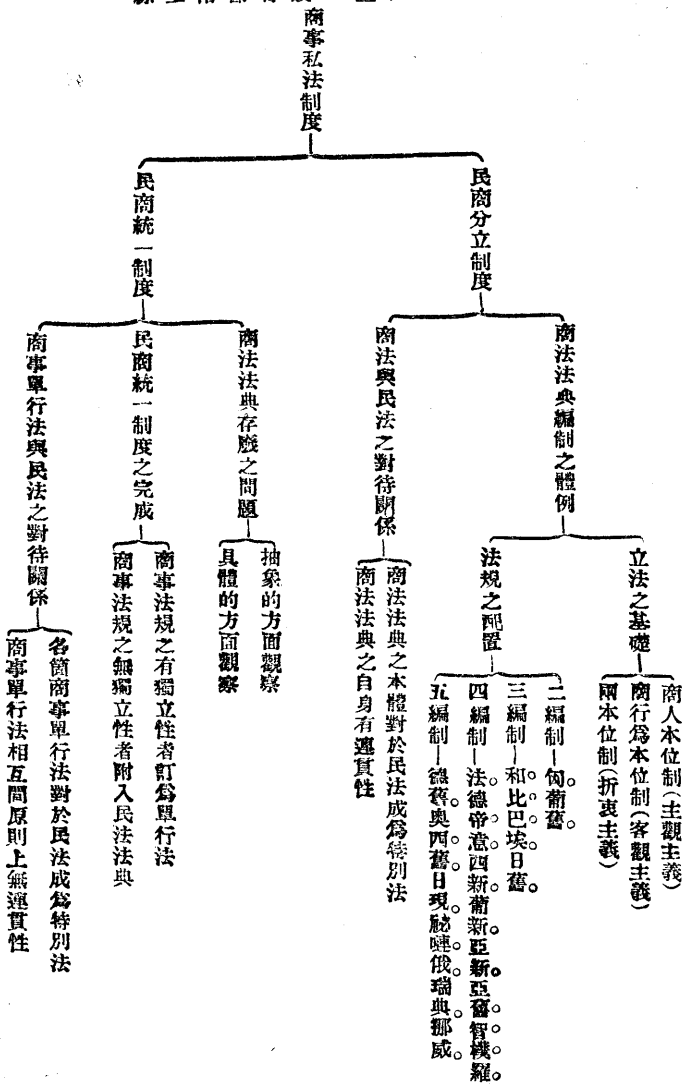 商事私法制度
民商分立制度
商法法典編制之體例
立法之基礎
商人本位制(主觀主義)
商行爲本位制(客觀主義)
兩本位制(折衷主義)
法規之配置
二編制—匈。葡舊。
三編制—和。比。巴。埃。日舊。
四編制—法。德帝。意。西新。葡新。亞新。亞舊。智。樸。羅。
五編制—德舊。奧。西舊。日現。祕。嗹。俄。瑞典。挪威。
商法與民法之對待關係
商法法典之本體對於民法成爲特別法
商法法典之自身有連貫性
民商統一制度
商法法典存廢之問題
抽象的方面觀察
具體的方面觀察
民商統一制度之完成
商事法規之有獨立性者訂爲單行法
商事法規之無獨立性者附入民法法典
商事單行法與民法之對待關係
各箇商事單行法對於民法成爲特別法
商事單行法相互間原則上無連貫性